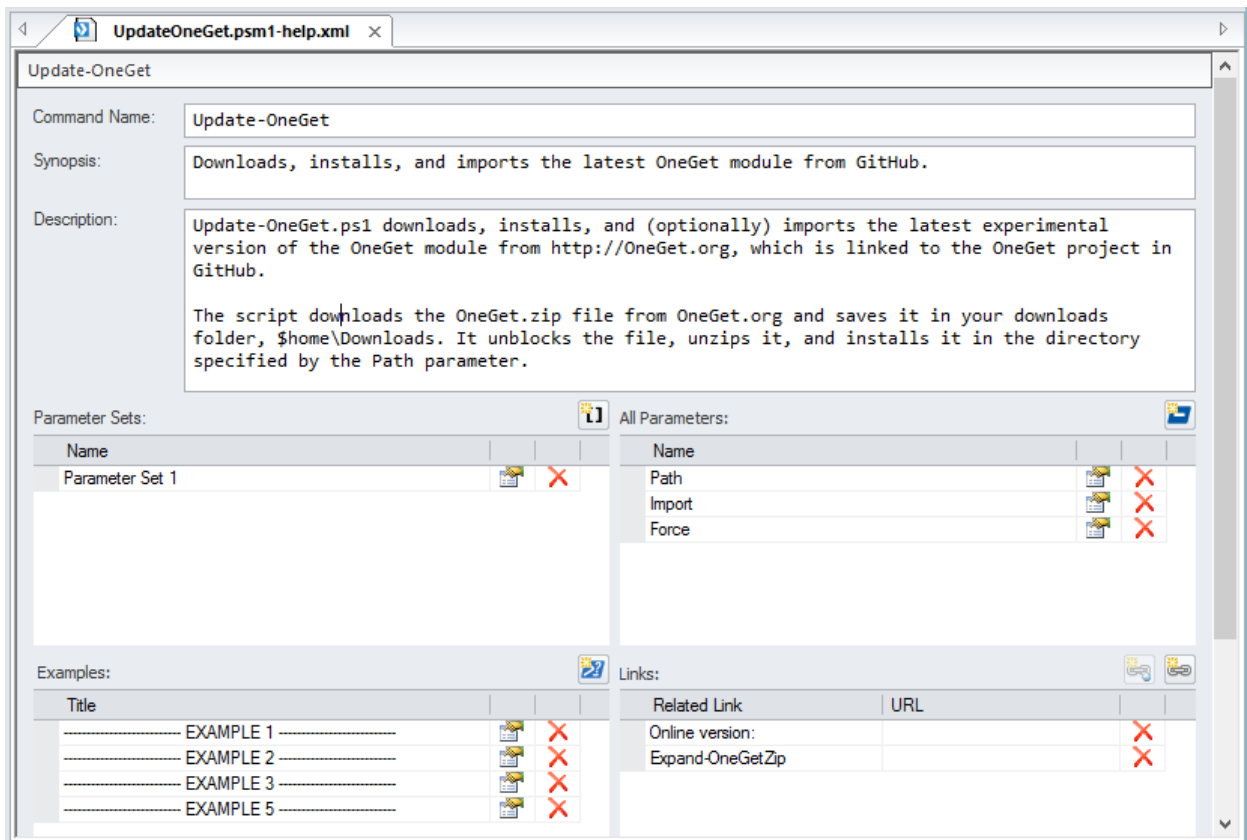 UpdateOneGet.psm1-help.xml
Update-OneGet
Command Name:
Update-OneGet
Synopsis:
Downloads, installs, and imports the latest OneGet module from GitHub.
Description:
Update-OneGet.ps1 downloads, installs, and (optionally) imports the latest experimental
version of the OneGet module from http://OneGet.org, which is linked to the OneGet project in
GitHub.
The script downloads the OneGet.zip file from OneGet.org and saves it in your downloads
folder, $home\Downloads. It unblocks the file, unzips it, and installs it in the directory
specified by the Path parameter.
Parameter Sets:
Name
Parameter Set 1
All Parameters:
Name
Path
Import
Force
Examples:
Title
-------------------------- EXAMPLE 1 --------------------------
-------------------------- EXAMPLE 2 --------------------------
-------------------------- EXAMPLE 3 --------------------------
-------------------------- EXAMPLE 5 --------------------------
Links:
Related Link URL
Online version:
Expand-OneGetZip